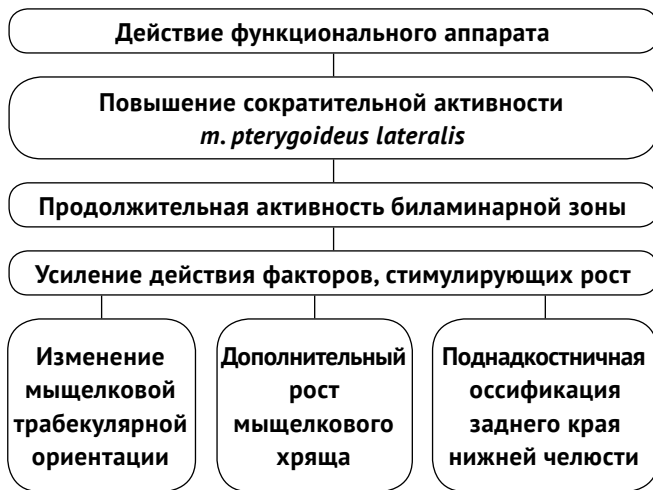 Действие функционального аппарата
Повышение сократительной активности
m. pterygoideus lateralis
Продолжительная активность биламинарной зоны
Усиление действия факторов, стимулирующих рост
Изменение
мыщелковой
трабекулярной
ориентации
Дополнительный
рост
мыщелкового
хряща
Поднадкостничная
оссификация
заднего края
нижней челюсти